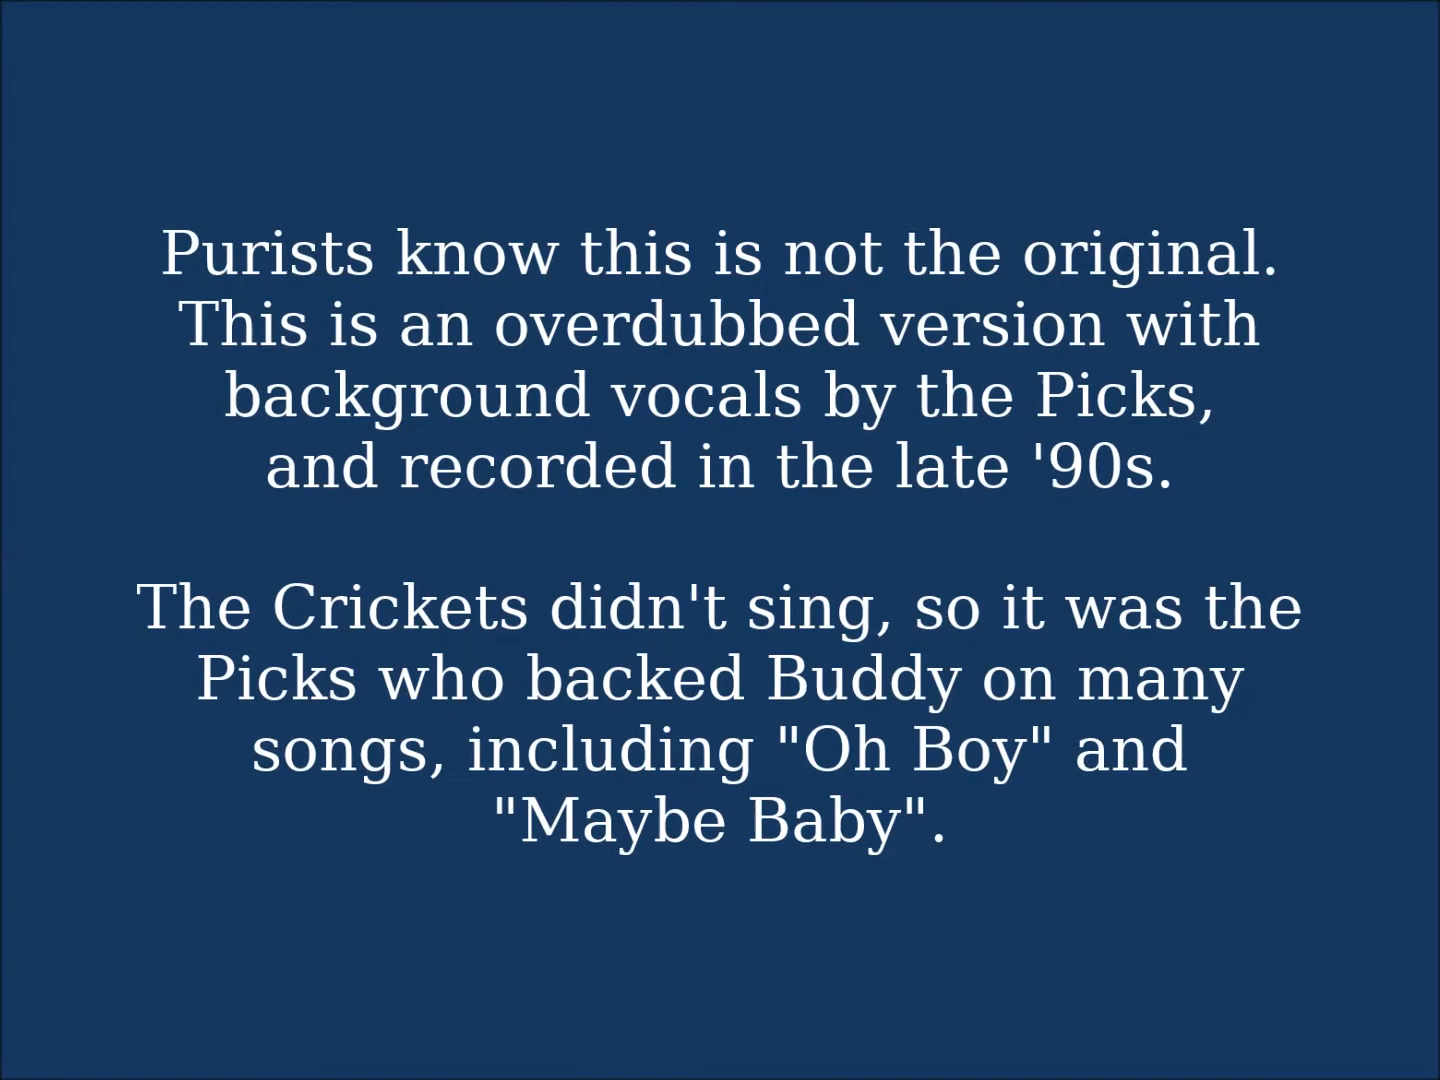 Purists know this is not the original.
This is an overdubbed version with
background vocals by the Picks,
and recorded in the late '90s.
The Crickets didn't sing, so it was the
Picks who backed Buddy on many
songs, including "Oh Boy" and
"Maybe Baby".